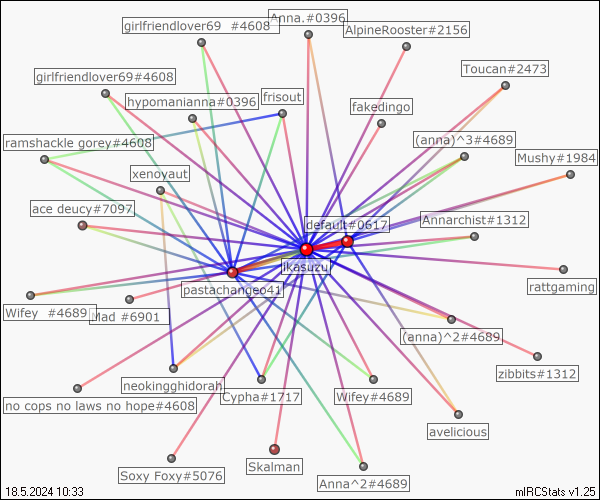 girlfriendlover69  #4608
Anna.#0396
AlpineRooster#2156
Toucan#2473
girlfriendlover69#4608
hypomanianna#0396
frisout
fakedingo
ramshackle gorey#4608
(anna)^3#4689
Mushy#1984
xenoyaut
ace deucy#7097
default#0617
Annarchist#1312
ikasuzu
pastachangeo41
rattgaming
Wifey  #4689
Mad #6901
(anna)^2#4689
zibbits#1312
neokingghidorah
Cypha#1717
Wifey#4689
no cops no laws no hope#4608
avelicious
Soxy Foxy#5076
Skalman
Anna^2#4689
18.5.2024 10:33
mIRCStats v1.25